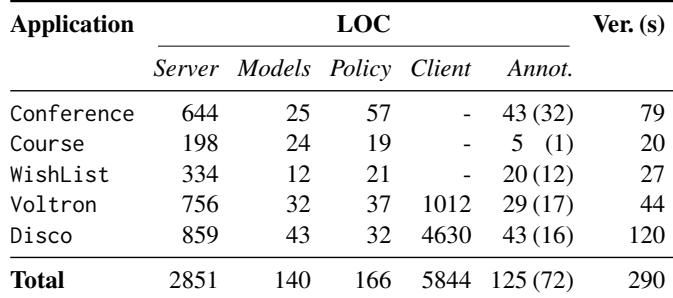 Application LOC Ver. (s)
Server Models Policy Client Annot.
Conference 644 25 57 - 43 (32) 79
Course 198 24 19 - 5 (1) 20
WishList 334 12 21 - 20 (12) 27
Voltron 756 32 37 1012 29 (17) 44
Disco 859 43 32 4630 43 (16) 120
Total 2851 140 166 5844 125 (72) 290